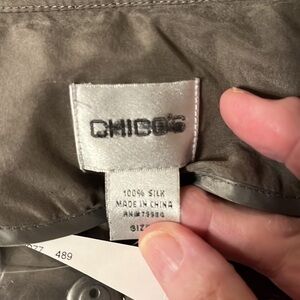 CHICO'S
100% SILK
MADE IN CHINA
SIZE
489